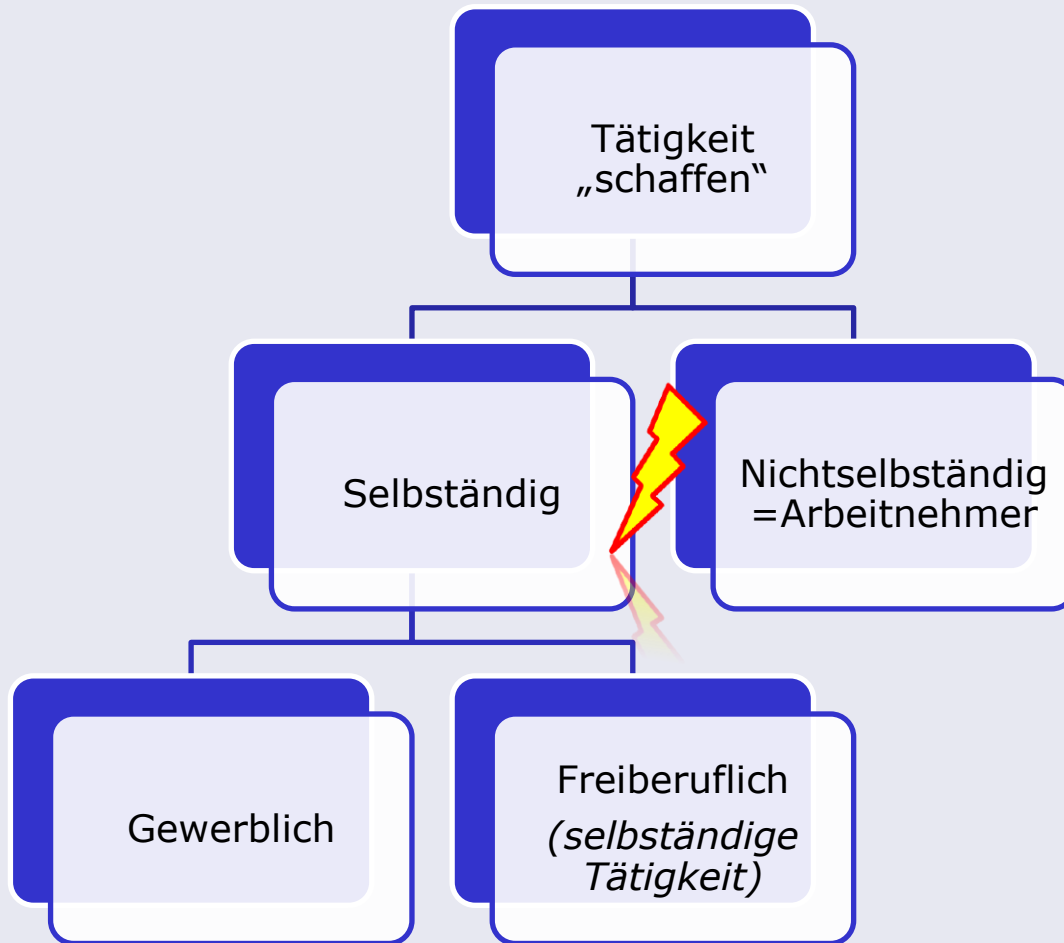 Tätigkeit
„schaffen“
Selbständig
Nichtselbständig
=Arbeitnehmer
Gewerblich
Freiberuflich
(selbständige
Tätigkeit)